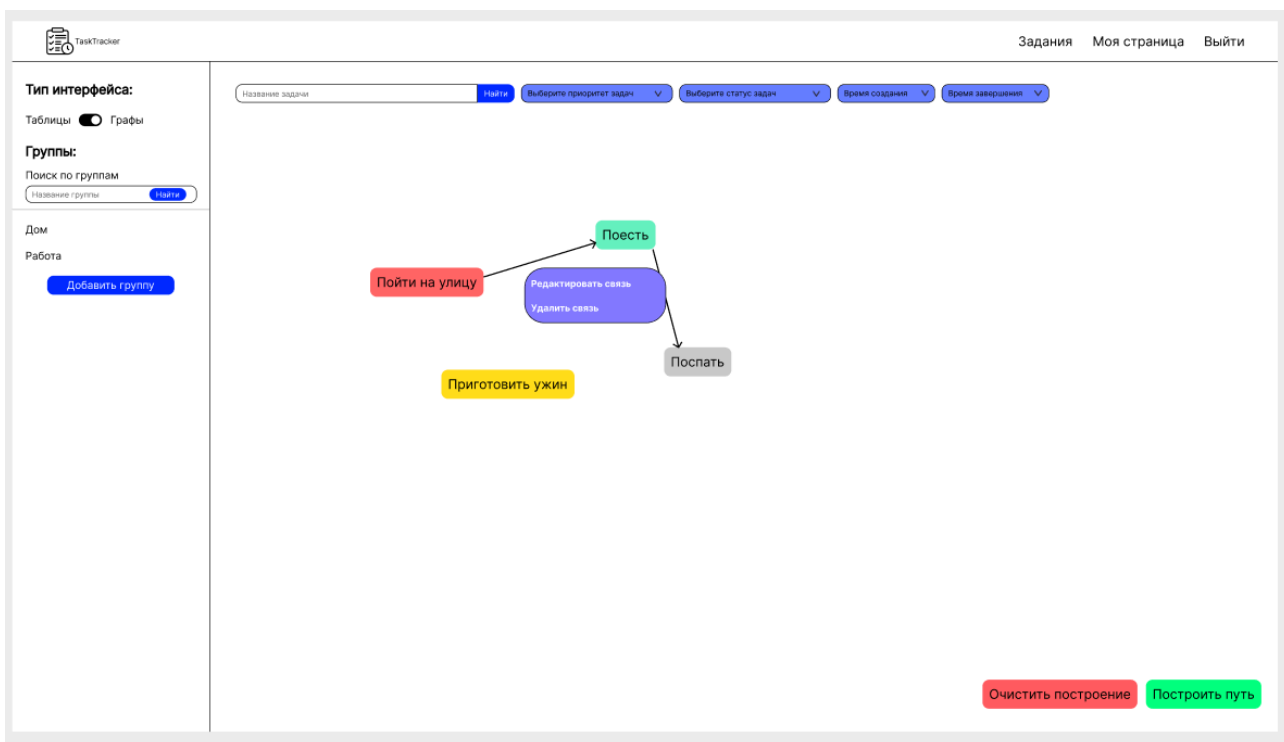 TaskTracker
Задания
Моя страница
Выйти
Тип интерфейса:
Таблицы
Графы
Группы:
Поиск по группам
Название группы
Найти
Дом
Работа
Добавить группу
Название задачи
Найти
Выберите приоритет задач
Выберите статус задач
Время создания
Время завершения
Поесть
Пойти на улицу
Редактировать связь
Удалить связь
Поспать
Приготовить ужин
Очистить построение
Построить путь